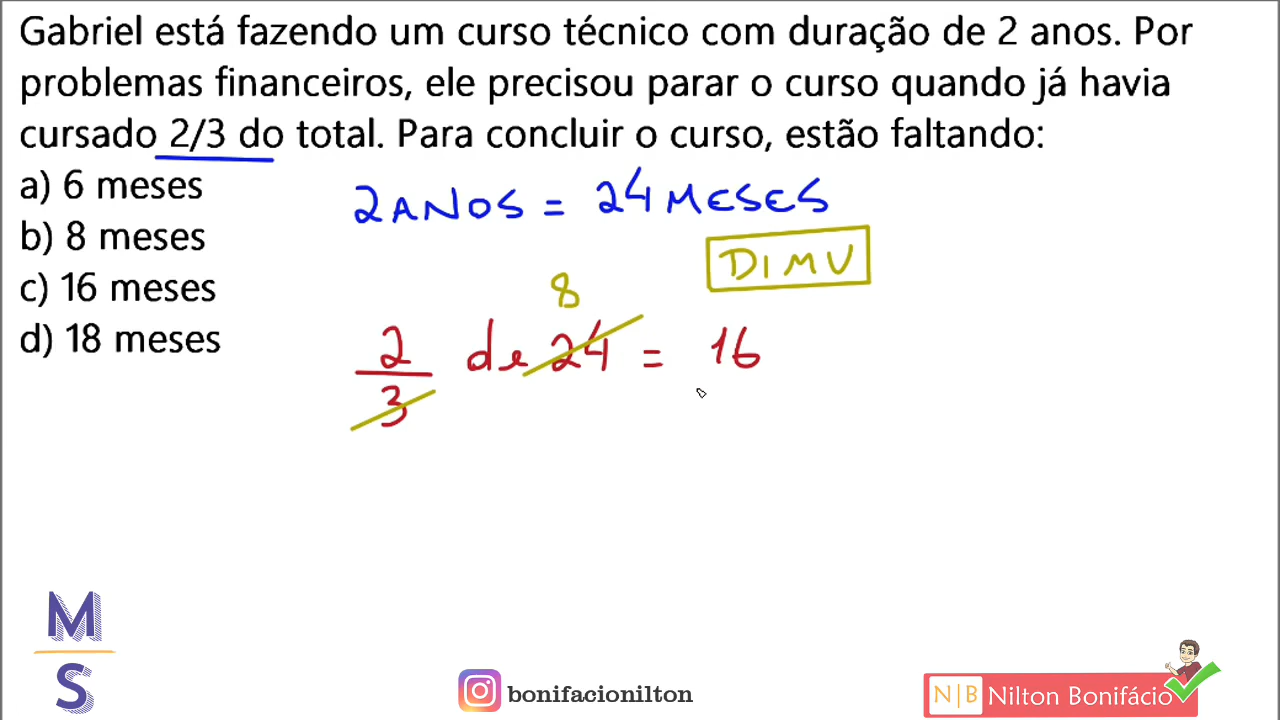 Gabriel está fazendo um curso técnico com duração de 2 anos. Por
problemas financeiros, ele precisou parar o curso quando já havia
cursado 2/3 do total. Para concluir o curso, estão faltando:
a) 6 meses
b) 8 meses
c) 16 meses
d) 18 meses
2 ANOS = 24 MESES
DIMU
8
2/3 de 24 = 16
M
S
bonifacionilton
N|B Nilton Bonifácio